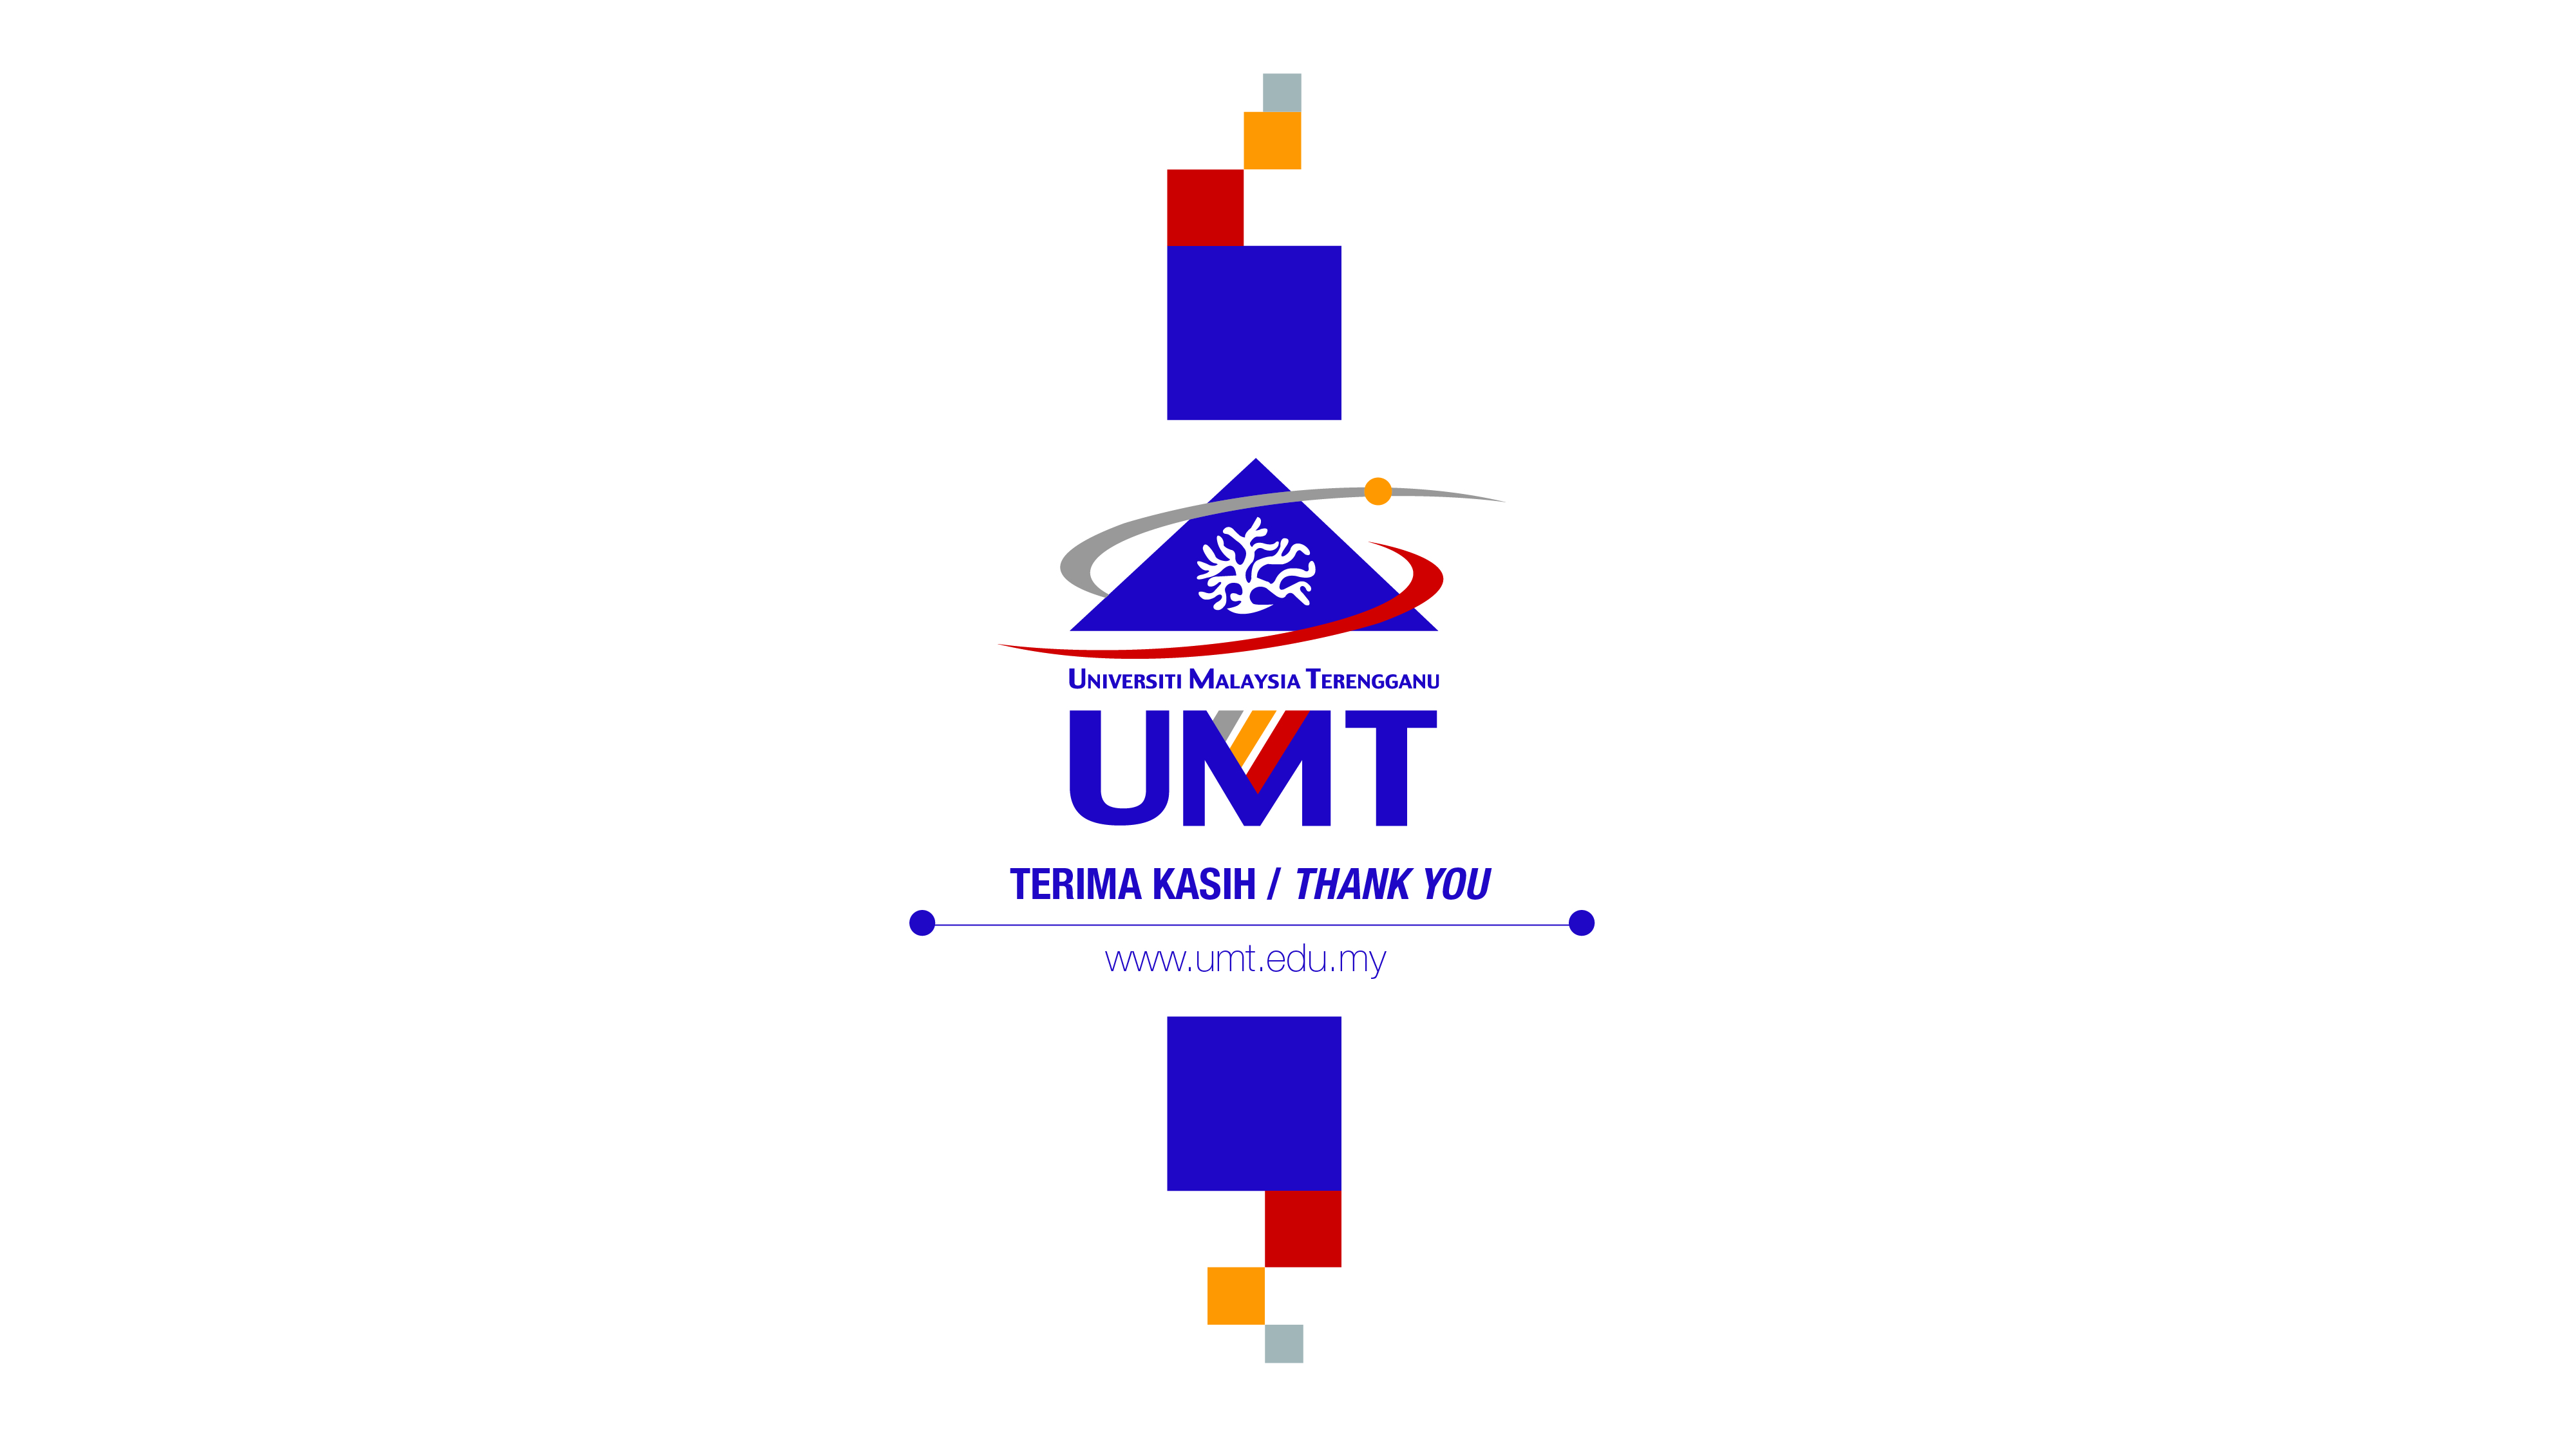 UNIVERSITI MALAYSIA TERENGGANU
UMT
TERIMA KASIH / THANK YOU
www.umt.edu.my